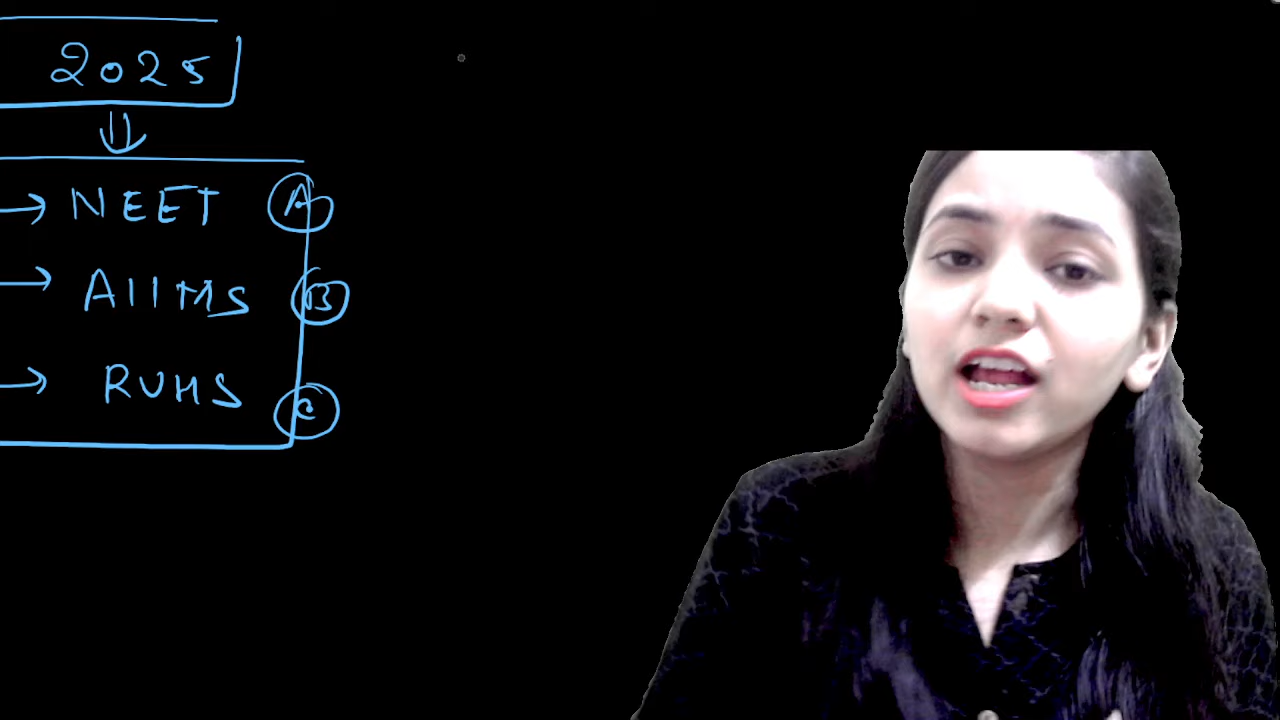 2025
→ NEET A
→ AIIMS B
→ RUHS C